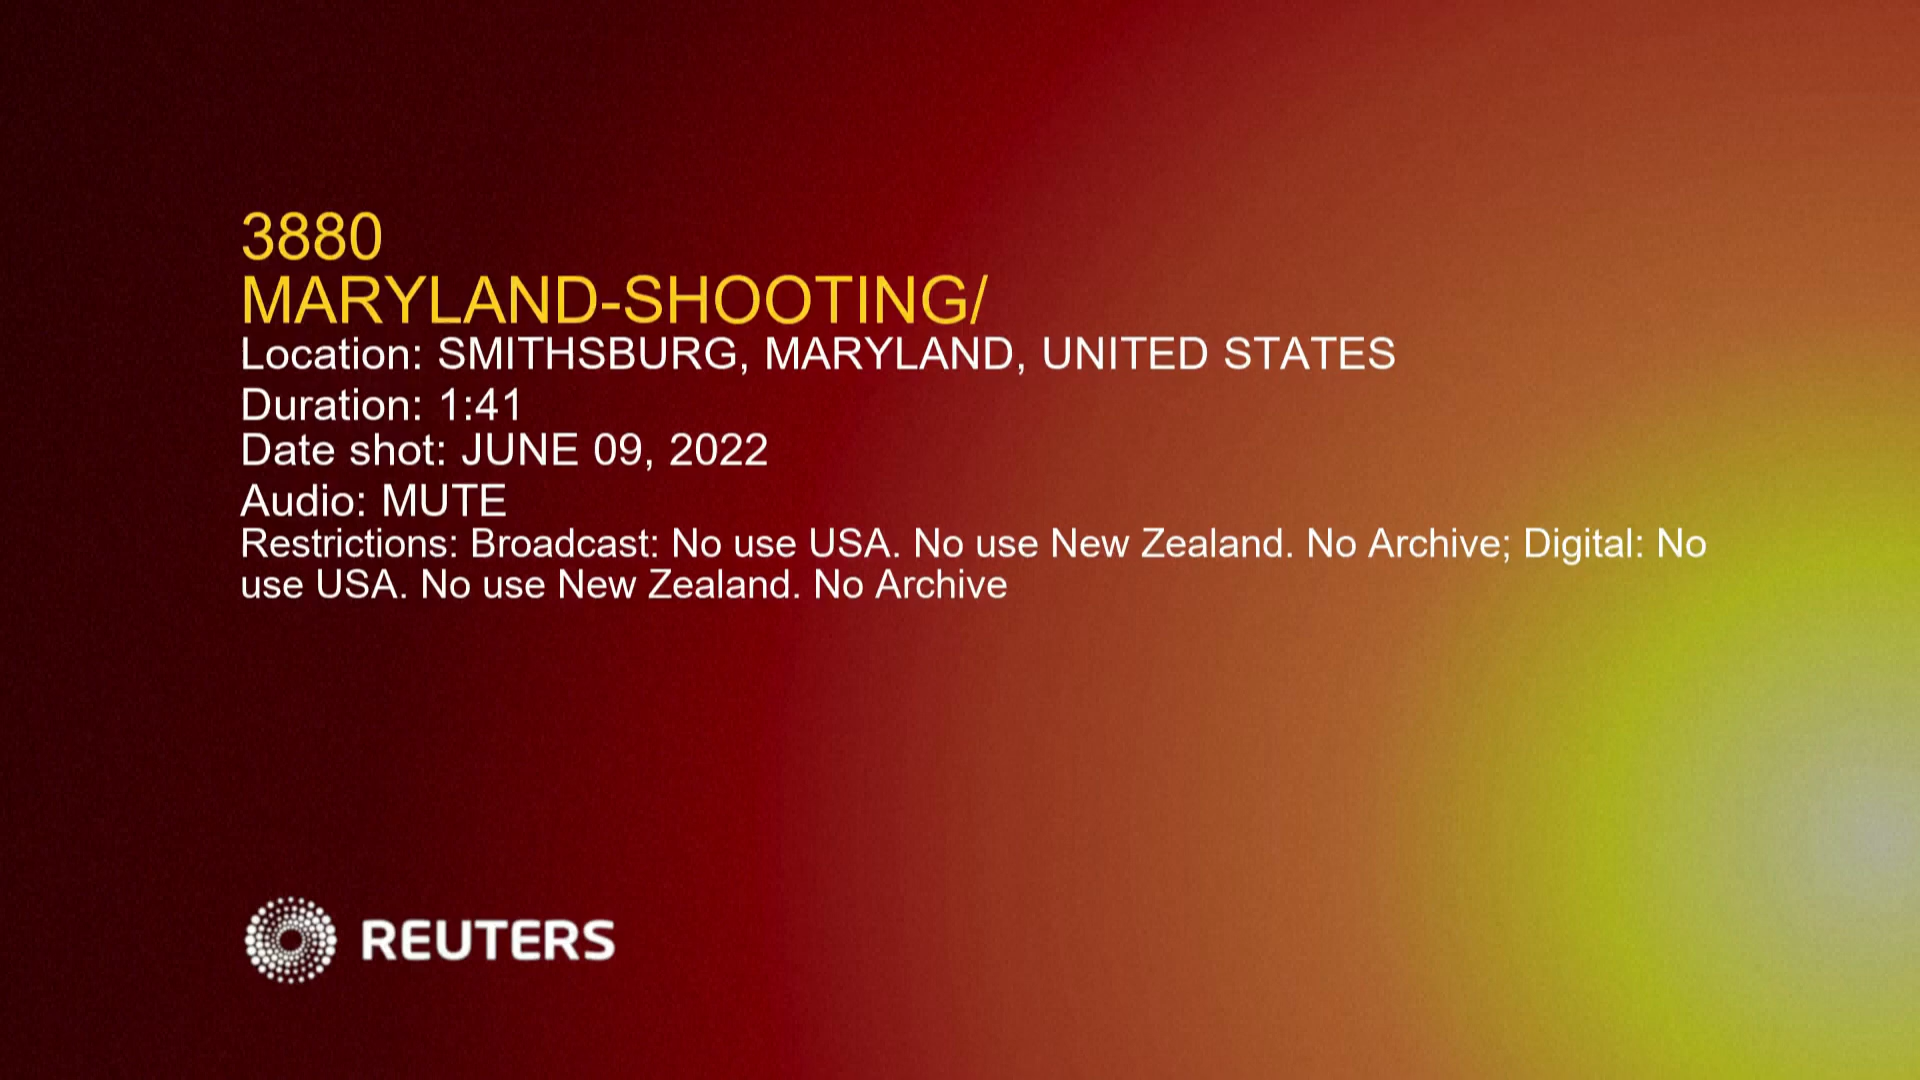 3880
MARYLAND-SHOOTING/
Location: SMITHSBURG, MARYLAND, UNITED STATES
Duration: 1:41
Date shot: JUNE 09, 2022
Audio: MUTE
Restrictions: Broadcast: No use USA. No use New Zealand. No Archive; Digital: No
use USA. No use New Zealand. No Archive
REUTERS